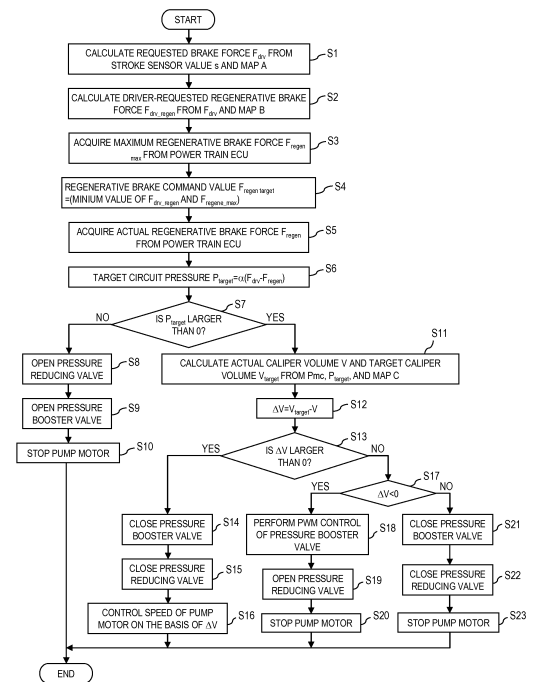 START
CALCULATE REQUESTED BRAKE FORCE Fdrv FROM
STROKE SENSOR VALUE s AND MAP A
S1
CALCULATE DRIVER-REQUESTED REGENERATIVE BRAKE
FORCE Fdrv_regen FROM Fdrv AND MAP B
S2
ACQUIRE MAXIMUM REGENERATIVE BRAKE FORCE Fregen
max FROM POWER TRAIN ECU
S3
REGENERATIVE BRAKE COMMAND VALUE Fregen target
=(MINIUM VALUE OF Fdrv_regen AND Fregene_max)
S4
ACQUIRE ACTUAL REGENERATIVE BRAKE FORCE Fregen
FROM POWER TRAIN ECU
S5
TARGET CIRCUIT PRESSURE Ptarget=α(Fdrv-Fregen)
S6
IS Ptarget LARGER
THAN 0?
S7
NO
YES
OPEN PRESSURE
REDUCING VALVE
S8
OPEN PRESSURE
BOOSTER VALVE
S9
STOP PUMP MOTOR
S10
CALCULATE ACTUAL CALIPER VOLUME V AND TARGET CALIPER
VOLUME Vtarget FROM Pmc, Ptarget, AND MAP C
S11
ΔV=Vtarget-V
S12
IS ΔV LARGER
THAN 0?
S13
YES
NO
CLOSE PRESSURE
BOOSTER VALVE
S14
CLOSE PRESSURE
REDUCING VALVE
S15
CONTROL SPEED OF PUMP
MOTOR ON THE BASIS OF ΔV
S16
ΔV<0
S17
YES
NO
PERFORM PWM CONTROL
OF PRESSURE BOOSTER
VALVE
S18
OPEN PRESSURE
REDUCING VALVE
S19
STOP PUMP MOTOR
S20
CLOSE PRESSURE
BOOSTER VALVE
S21
CLOSE PRESSURE
REDUCING VALVE
S22
STOP PUMP MOTOR
S23
END